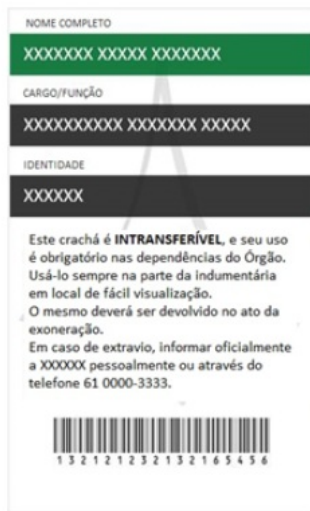 NOME COMPLETO
XXXXXXX XXXXX XXXXXXX
CARGO/FUNÇÃO
XXXXXXXXXX XXXXXXX XXXXX
IDENTIDADE
XXXXXX
Este crachá é INTRANSFERÍVEL, e seu uso
é obrigatório nas dependências do Órgão.
Usá-lo sempre na parte da indumentária
em local de fácil visualização.
O mesmo deverá ser devolvido no ato da
exoneração.
Em caso de extravio, informar oficialmente
a XXXXXX pessoalmente ou através do
telefone 61 0000-3333.
1 3 2 1 2 1 2 3 2 1 3 2 1 6 5 4 5 6